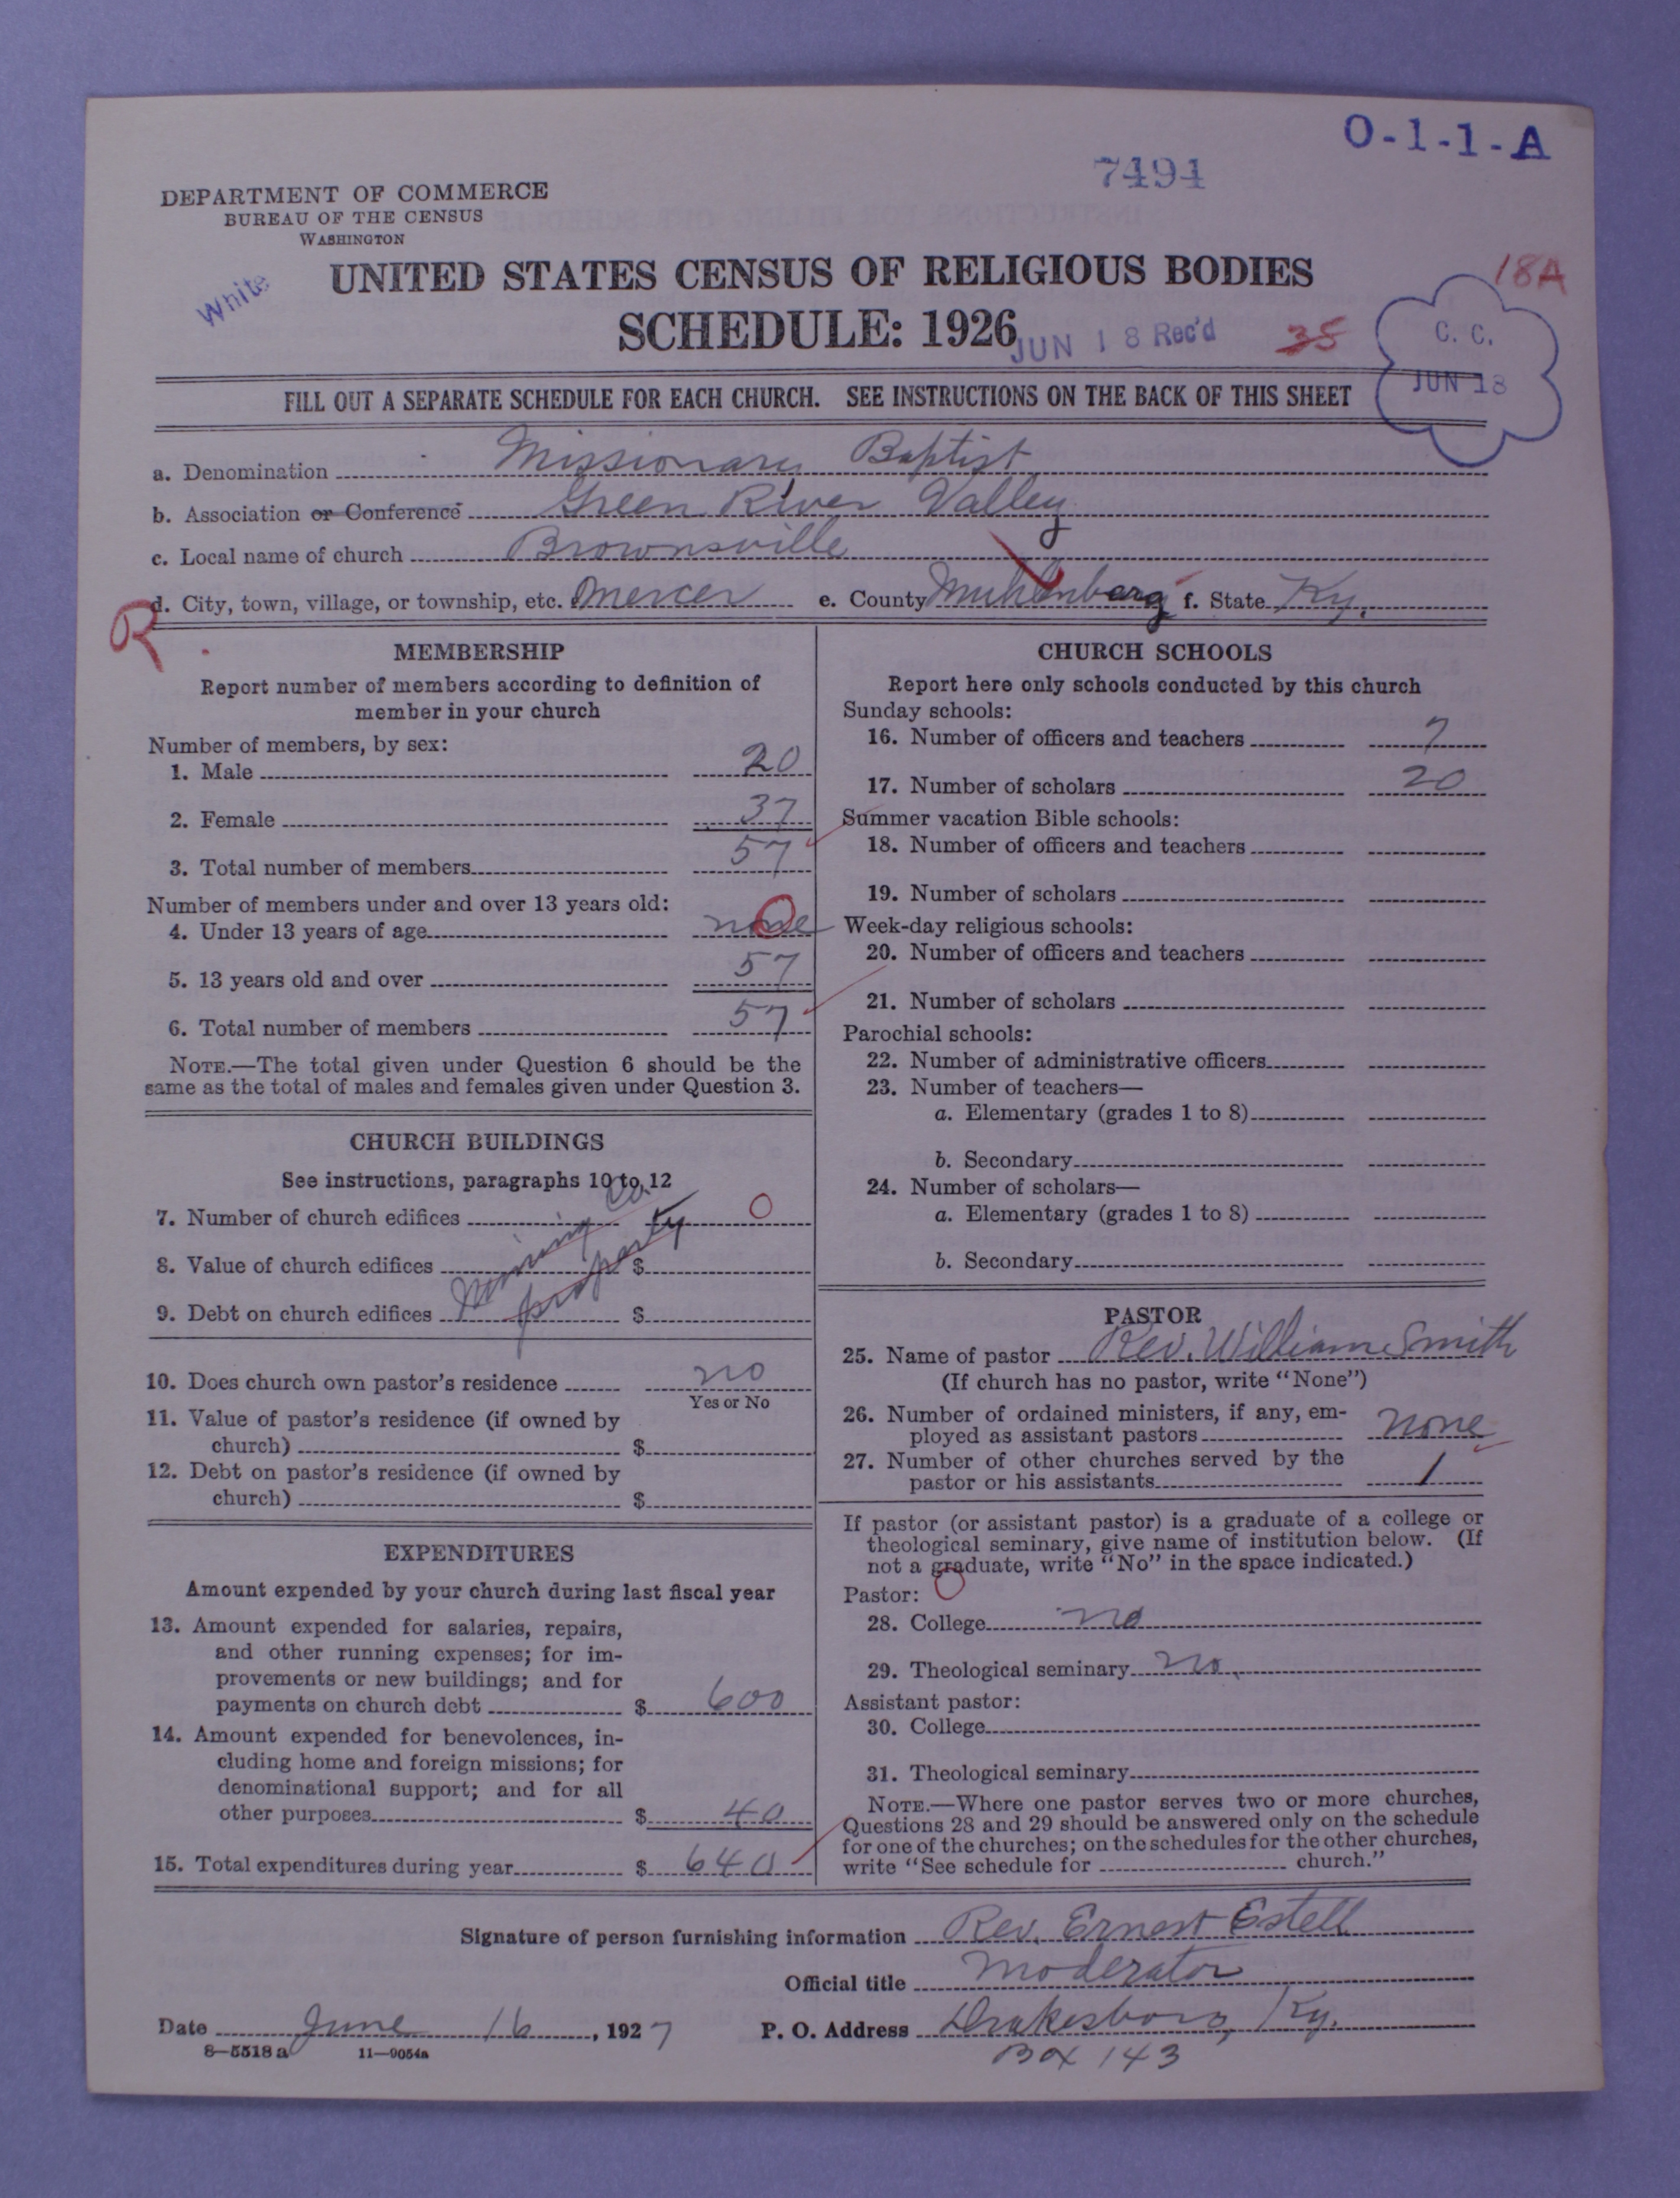 O-1-1-A
7494
DEPARTMENT OF COMMERCE
BUREAU OF THE CENSUS
WASHINGTON
White
UNITED STATES CENSUS OF RELIGIOUS BODIES
18A
SCHEDULE: 1926
JUN 18 Rec'd
35
C. C.
JUN 18
FILL OUT A SEPARATE SCHEDULE FOR EACH CHURCH. SEE INSTRUCTIONS ON THE BACK OF THIS SHEET
a. Denomination Missionary Baptist
b. Association or Conference Green River Valley
c. Local name of church Brownsville
d. City, town, village, or township, etc. Mercer e. County Muhlenberg f. State Ky.
R.
MEMBERSHIP
Report number of members according to definition of
member in your church
Number of members, by sex:
1. Male 20
2. Female 37
3. Total number of members 57
Number of members under and over 13 years old:
4. Under 13 years of age none 0
5. 13 years old and over 57
6. Total number of members 57
NOTE.—The total given under Question 6 should be the
same as the total of males and females given under Question 3.
CHURCH BUILDINGS
See instructions, paragraphs 10 to 12
7. Number of church edifices 0
8. Value of church edifices $
9. Debt on church edifices $
Mining Co.
property
10. Does church own pastor's residence no
Yes or No
11. Value of pastor's residence (if owned by
church) $
12. Debt on pastor's residence (if owned by
church) $
EXPENDITURES
Amount expended by your church during last fiscal year
13. Amount expended for salaries, repairs,
and other running expenses; for im-
provements or new buildings; and for
payments on church debt $ 600
14. Amount expended for benevolences, in-
cluding home and foreign missions; for
denominational support; and for all
other purposes $ 40
15. Total expenditures during year $ 640
CHURCH SCHOOLS
Report here only schools conducted by this church
Sunday schools:
16. Number of officers and teachers 7
17. Number of scholars 20
Summer vacation Bible schools:
18. Number of officers and teachers
19. Number of scholars
Week-day religious schools:
20. Number of officers and teachers
21. Number of scholars
Parochial schools:
22. Number of administrative officers
23. Number of teachers—
a. Elementary (grades 1 to 8)
b. Secondary
24. Number of scholars—
a. Elementary (grades 1 to 8)
b. Secondary
PASTOR
25. Name of pastor Rev. William Smith
(If church has no pastor, write "None")
26. Number of ordained ministers, if any, em-
ployed as assistant pastors none
27. Number of other churches served by the
pastor or his assistants 1
If pastor (or assistant pastor) is a graduate of a college or
theological seminary, give name of institution below. (If
not a graduate, write "No" in the space indicated.)
Pastor: 0
28. College no
29. Theological seminary no.
Assistant pastor:
30. College
31. Theological seminary
NOTE.—Where one pastor serves two or more churches,
Questions 28 and 29 should be answered only on the schedule
for one of the churches; on the schedules for the other churches,
write "See schedule for church."
Signature of person furnishing information Rev. Ernest Estell
Official title Moderator
Date June 16, 1927 P. O. Address Drakesboro, Ky.
8—5518 a 11—9054a Box 143